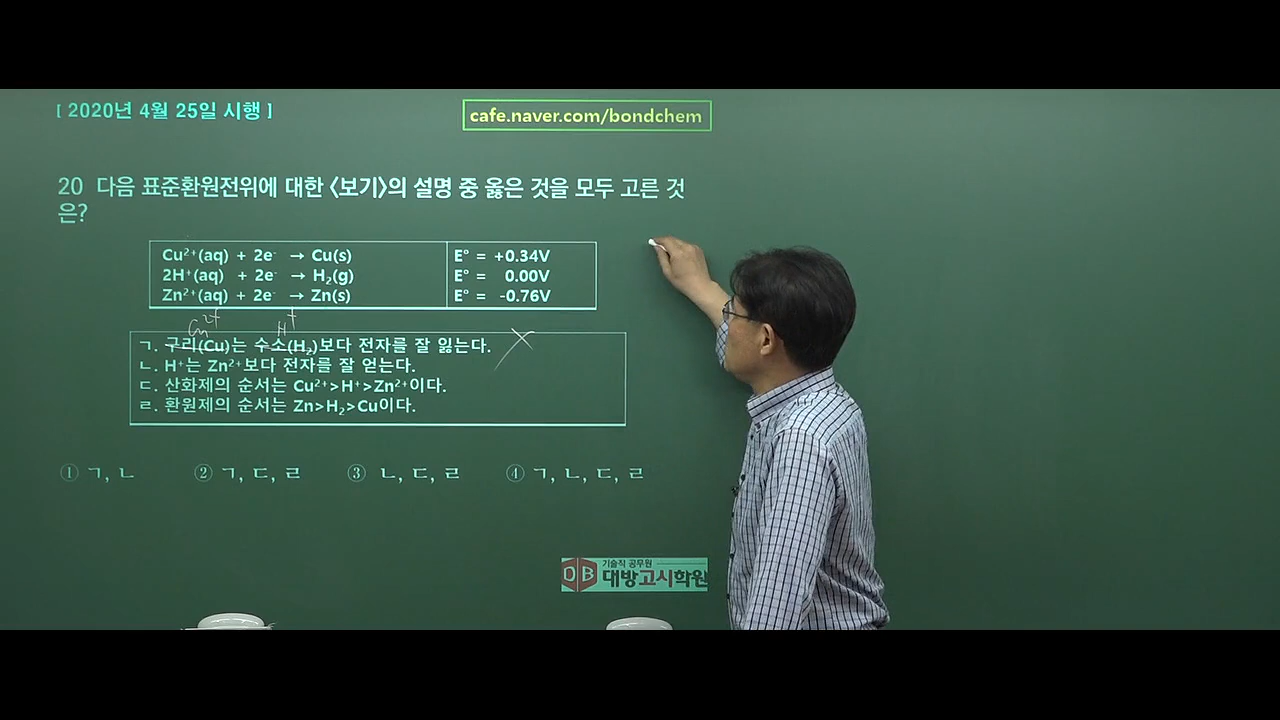 [ 2020년 4월 25일 시행 ]
cafe.naver.com/bondchem
20 다음 표준환원전위에 대한 <보기>의 설명 중 옳은 것을 모두 고른 것
은?
Cu²⁺(aq) + 2e⁻ → Cu(s) E° = +0.34V
2H⁺(aq) + 2e⁻ → H₂(g) E° = 0.00V
Zn²⁺(aq) + 2e⁻ → Zn(s) E° = -0.76V
Cu²⁺ H⁺
ㄱ. 구리(Cu)는 수소(H₂)보다 전자를 잘 잃는다. X
ㄴ. H⁺는 Zn²⁺보다 전자를 잘 얻는다.
ㄷ. 산화제의 순서는 Cu²⁺>H⁺>Zn²⁺이다.
ㄹ. 환원제의 순서는 Zn>H₂>Cu이다.
① ㄱ, ㄴ ② ㄱ, ㄷ, ㄹ ③ ㄴ, ㄷ, ㄹ ④ ㄱ, ㄴ, ㄷ, ㄹ
DB 기술직 공무원
대방고시학원